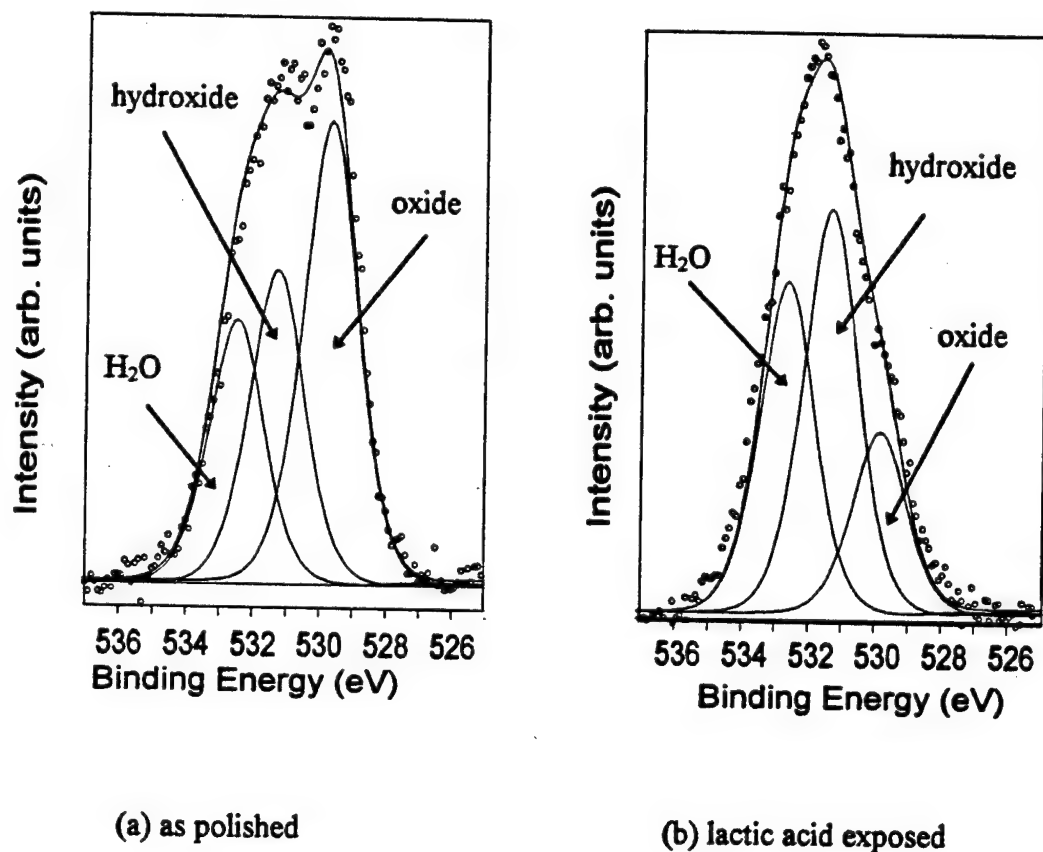 hydroxide
oxide
H₂O
Intensity (arb. units)
536 534 532 530 528 526
Binding Energy (eV)
(a) as polished
hydroxide
H₂O
oxide
Intensity (arb. units)
536 534 532 530 528 526
Binding Energy (eV)
(b) lactic acid exposed